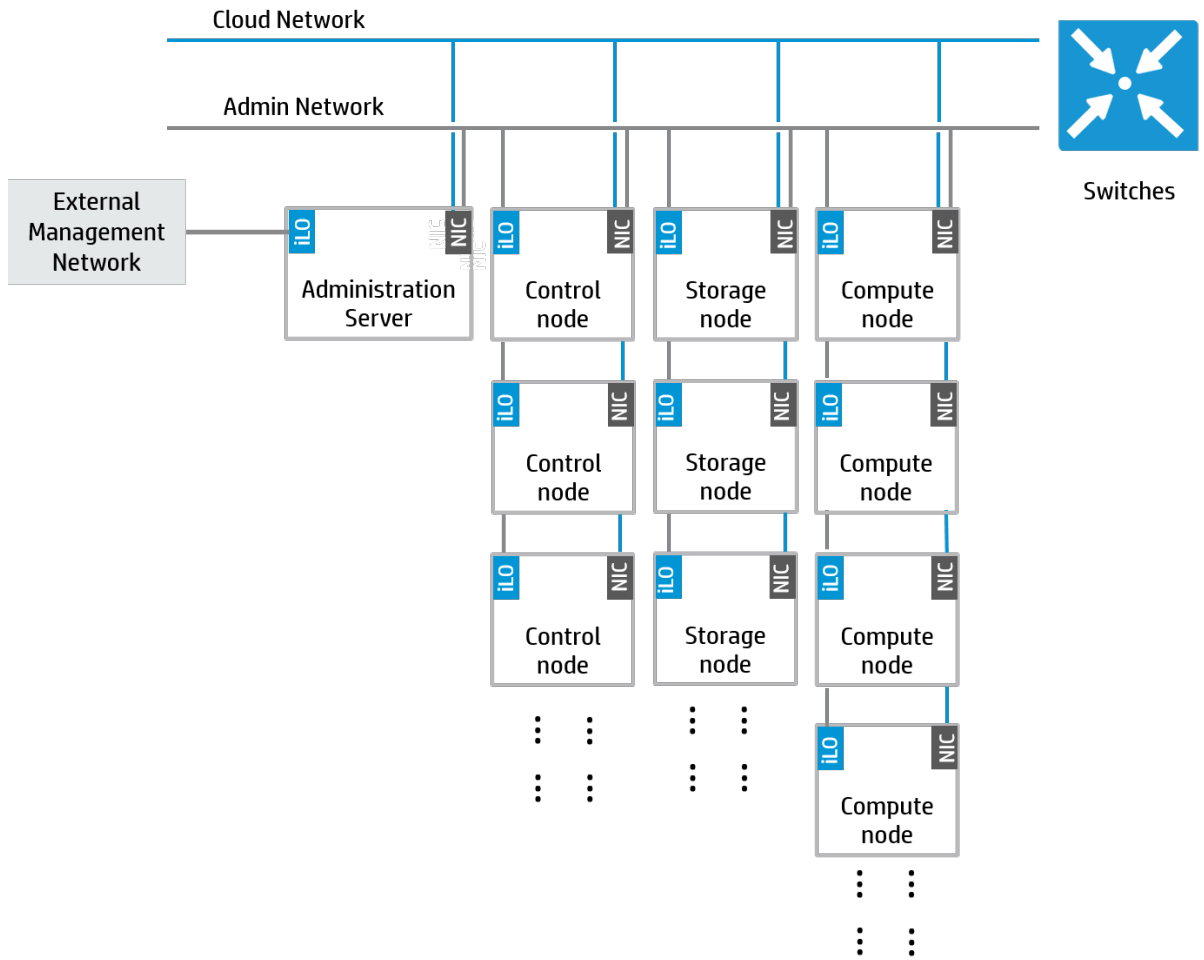 Cloud Network
Admin Network
Switches
External
Management
Network
iLO
NIC
NIC
NIC
Administration
Server
iLO
NIC
Control
node
iLO
NIC
Storage
node
iLO
NIC
Compute
node
iLO
NIC
Control
node
iLO
NIC
Storage
node
iLO
NIC
Compute
node
iLO
NIC
Control
node
iLO
NIC
Storage
node
iLO
NIC
Compute
node
iLO
NIC
Compute
node